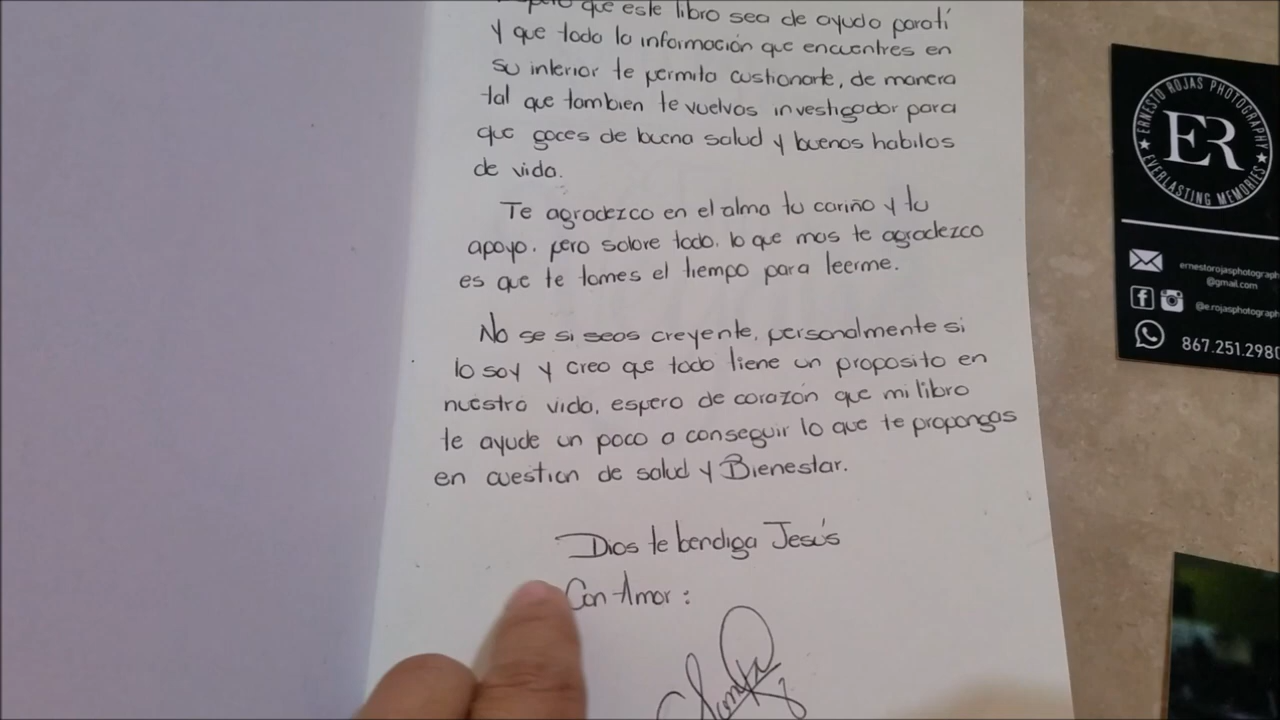 que este libro sea de ayuda para tí
y que toda la información que encuentres en
su interior te permita custionarte, de manera
tal que tambien te vuelvas investigador para
que goces de buena salud y buenos habitos
de vida.
Te agradezco en el alma tu cariño y tu
apoyo. pero sobre todo. lo que mas te agradezco
es que te tomes el tiempo para leerme.
No se si seas creyente, personalmente si
lo soy y creo que todo tiene un proposito en
nuestra vida, espero de corazón que mi libro
te ayude un poco a conseguir lo que te propongas
en cuestion de salud y Bienestar.
Dios te bendiga Jesús
Con Amor:
ERNESTO ROJAS PHOTOGRAPHY
ER
EVERLASTING MEMORIES
ernestorojasphotograph
@gmail.com
@e.rojasphotograph
867.251.2980